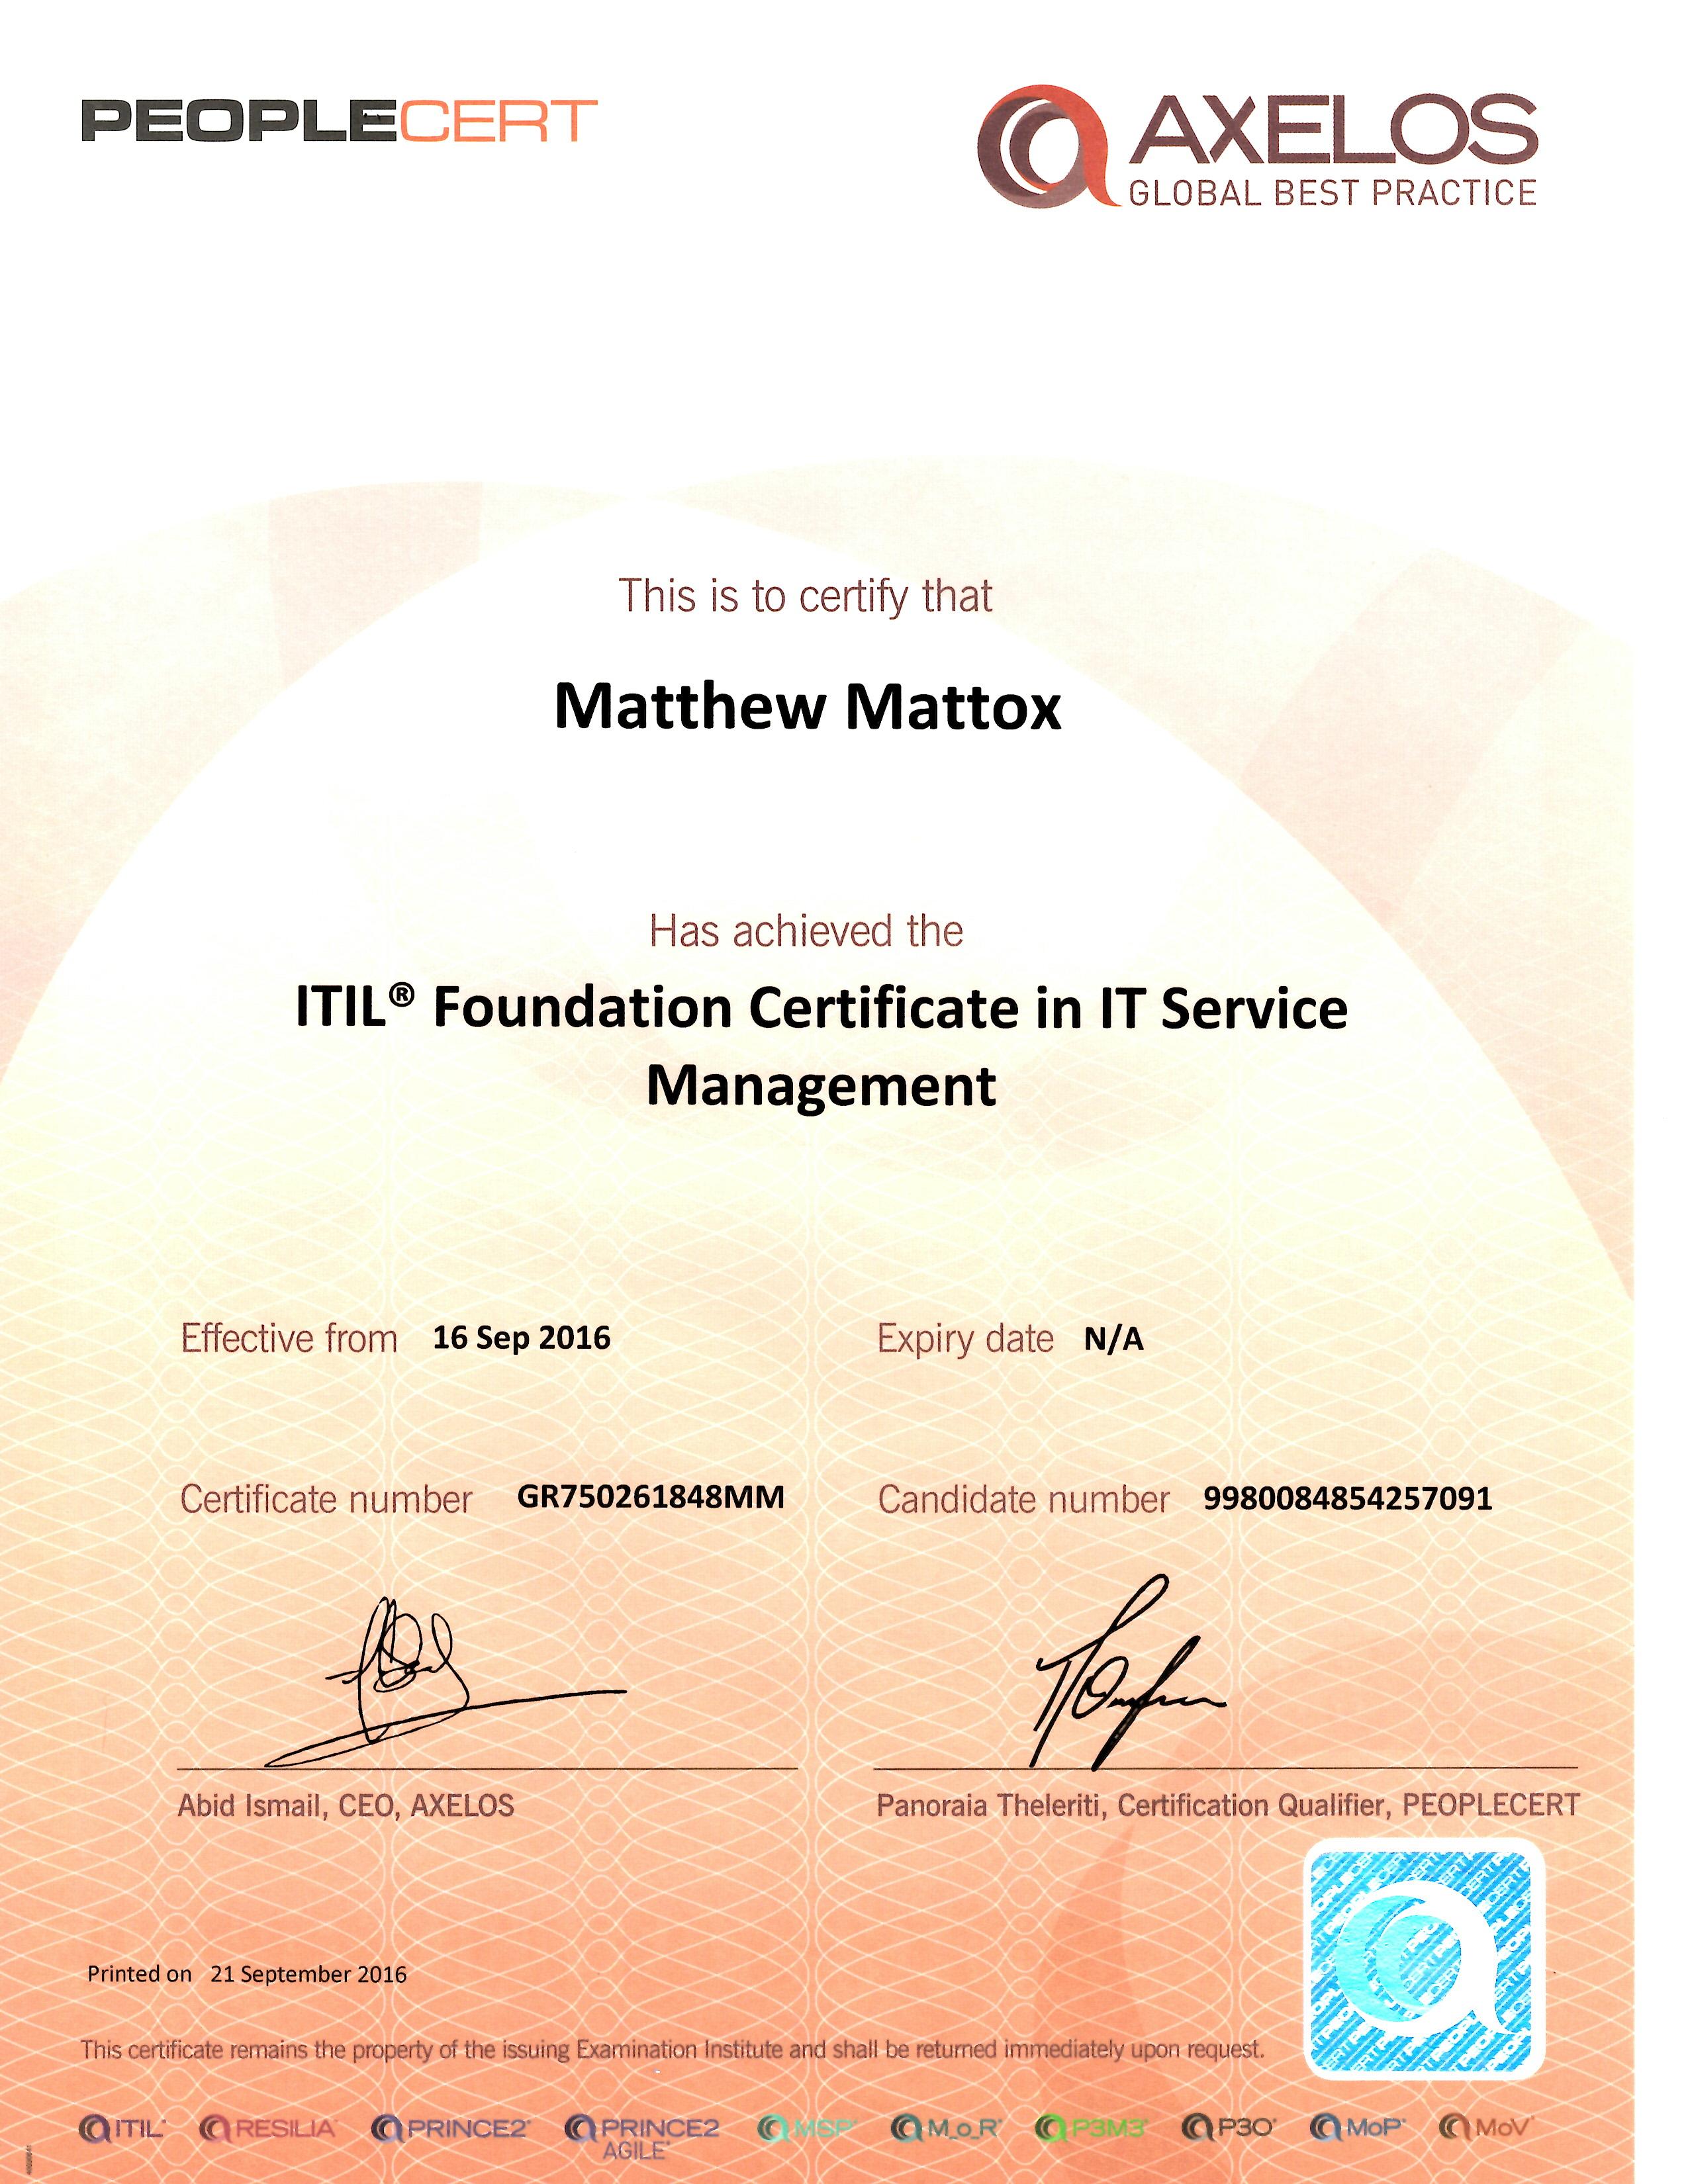 PEOPLECERT
AXELOS
GLOBAL BEST PRACTICE
This is to certify that
Matthew Mattox
Has achieved the
ITIL® Foundation Certificate in IT Service
Management
Effective from 16 Sep 2016
Expiry date N/A
Certificate number GR750261848MM
Candidate number 9980084854257091
Abid Ismail, CEO, AXELOS
Panoraia Theleriti, Certification Qualifier, PEOPLECERT
Printed on 21 September 2016
This certificate remains the property of the issuing Examination Institute and shall be returned immediately upon request.
ITIL® RESILIA™ PRINCE2® PRINCE2 AGILE® MSP® M_o_R® P3M3® P3O® MoP® MoV®